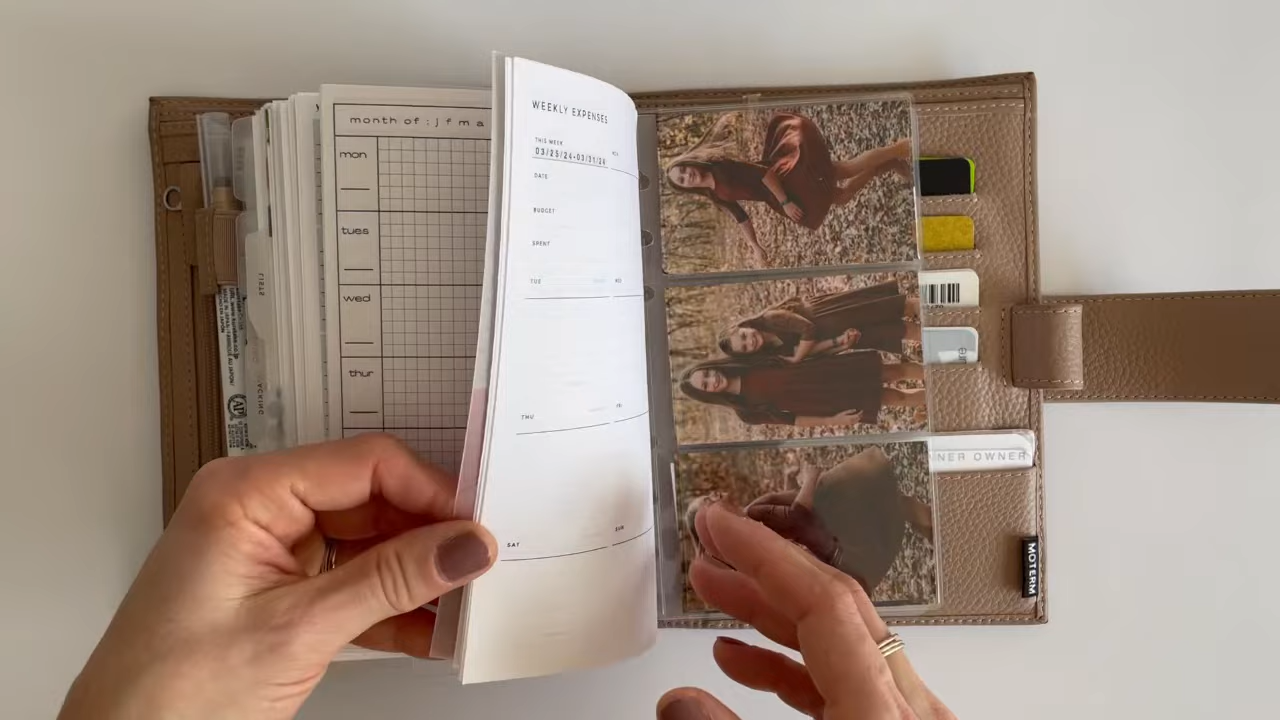 month of : j f m a
mon
tues
wed
thur
WEEKLY EXPENSES
THIS WEEK
03/25/24-03/31/24
DATE
BUDGET
SPENT
TUE
THU
FRI
SAT
SUN
NER OWNER
MOTERM